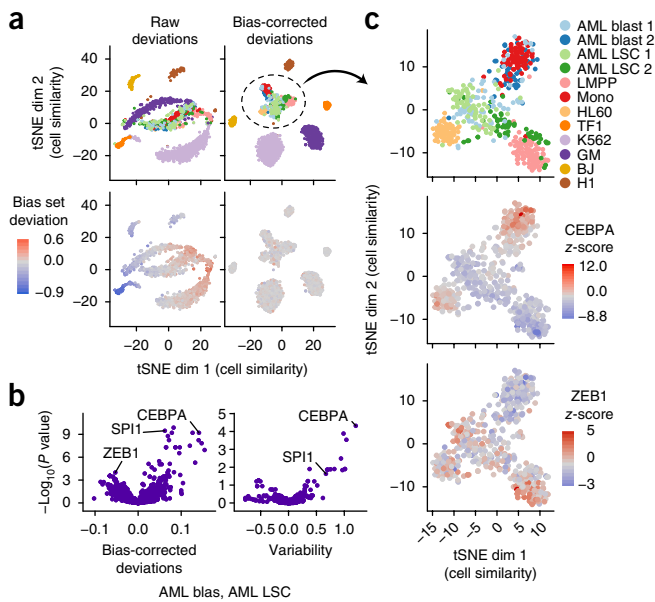 a
Raw deviations
Bias-corrected deviations
tSNE dim 2 (cell similarity)
40
20
0
−20
Bias set deviation
0.6
0.0
−0.9
40
20
0
−20
−20
0
20
−20
0
20
tSNE dim 1 (cell similarity)
b
−Log10(P value)
9
6
3
0
CEBPA
SPI1
ZEB1
−0.1
0.0
0.1
Bias-corrected deviations
5
4
3
2
1
0
CEBPA
SPI1
−0.5
0.0
0.5
1.0
Variability
AML blas, AML LSC
c
10
0
−10
AML blast 1
AML blast 2
AML LSC 1
AML LSC 2
LMPP
Mono
HL60
TF1
K562
GM
BJ
H1
tSNE dim 2 (cell similarity)
10
0
−10
CEBPA
z-score
12.0
0.0
−8.8
10
0
−10
ZEB1
z-score
5
0
−3
−15
−10
−5
0
5
10
tSNE dim 1
(cell similarity)